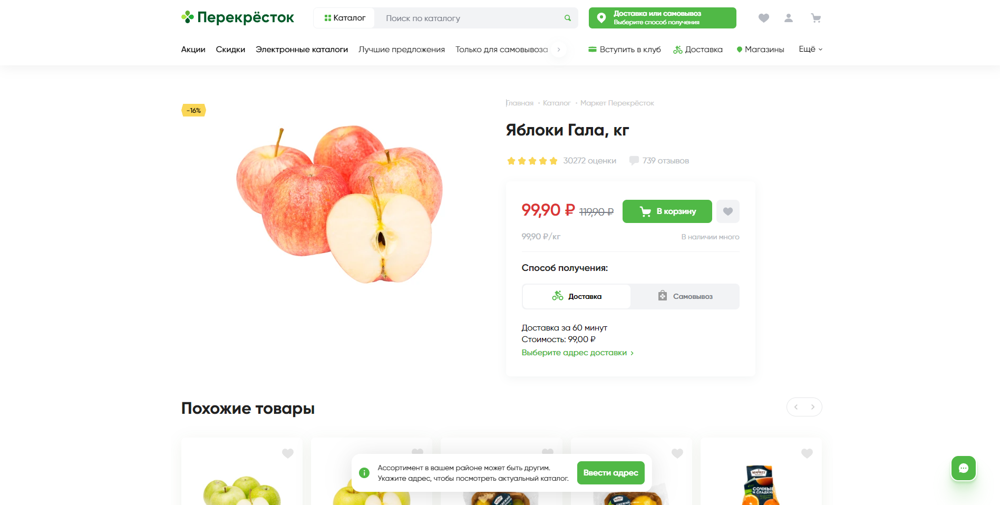 Перекрёсток
Каталог
Поиск по каталогу
Доставка или самовывоз
Выберите способ получения
Акции
Скидки
Электронные каталоги
Лучшие предложения
Только для самовывоза
Вступить в клуб
Доставка
Магазины
Ещё
-16%
Главная • Каталог • Маркет Перекрёсток
Яблоки Гала, кг
30272 оценки
739 отзывов
99,90 ₽ 119,90 ₽
В корзину
99,90 ₽/кг
В наличии много
Способ получения:
Доставка
Самовывоз
Доставка за 60 минут
Стоимость: 99,00 ₽
Выберите адрес доставки
Похожие товары
Ассортимент в вашем районе может быть другим.
Укажите адрес, чтобы посмотреть актуальный каталог.
Ввести адрес
МАРКЕТ
СОЧНЫЕ
И СЛАДКИ